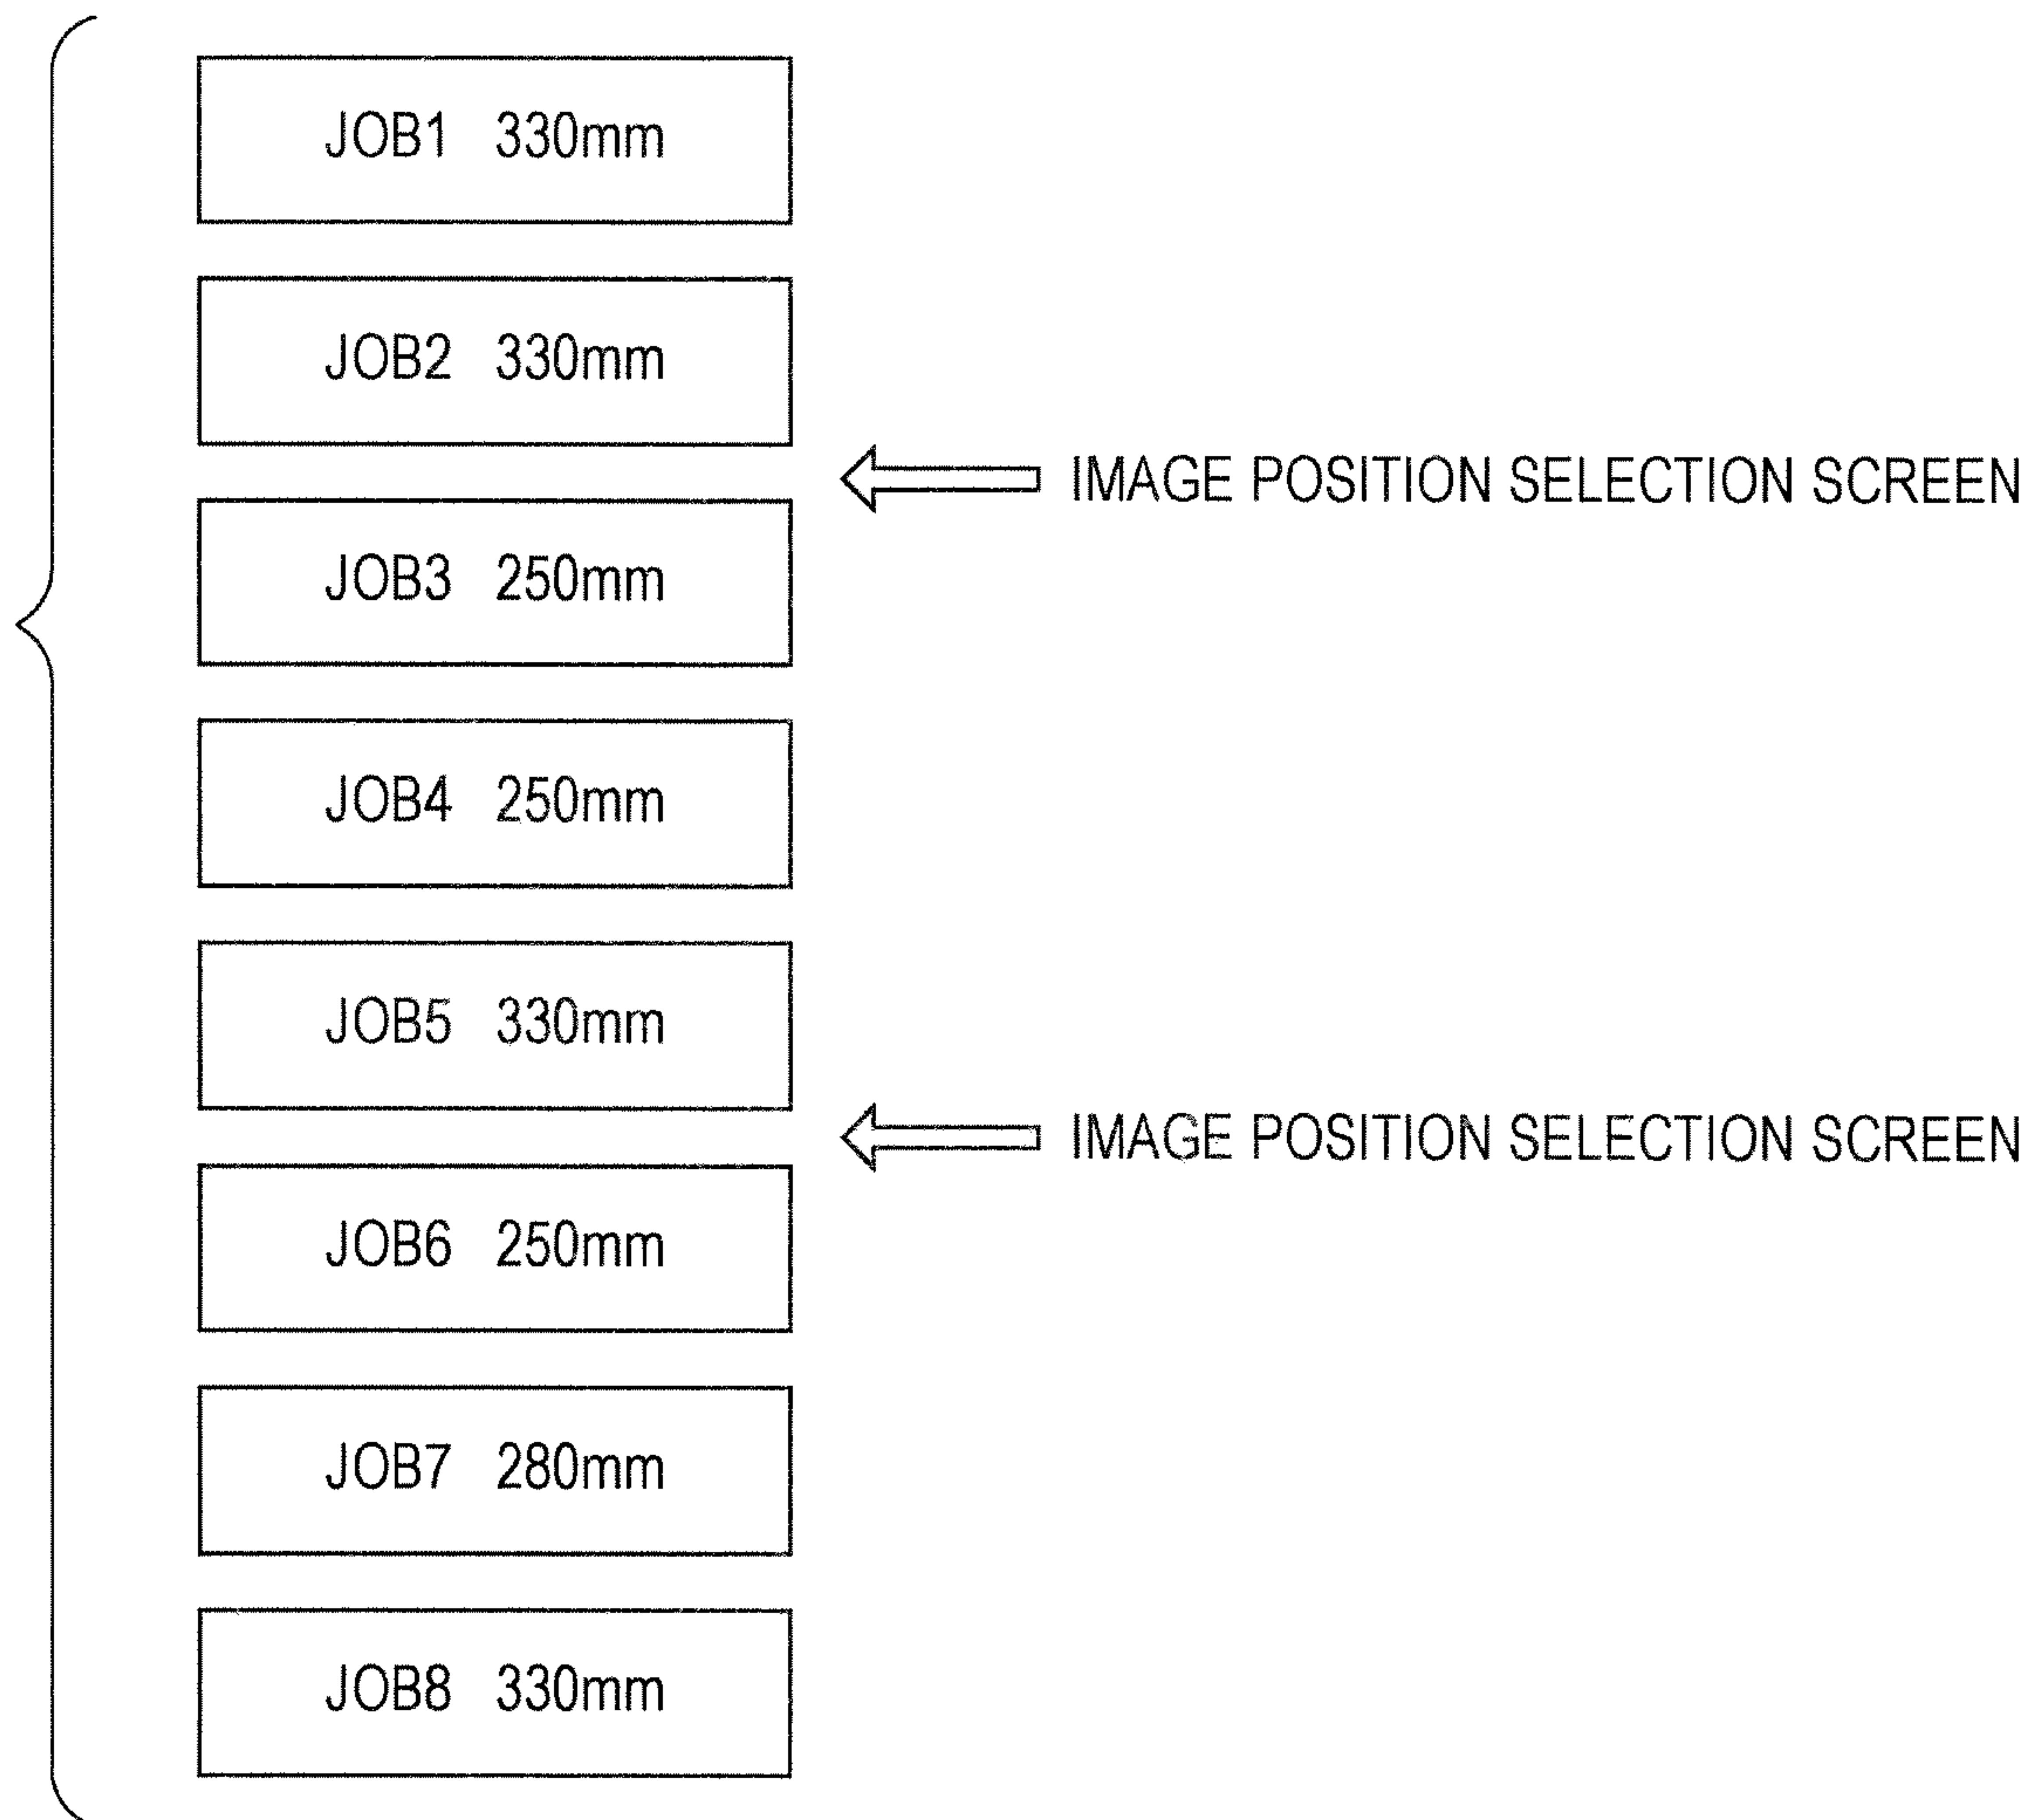 JOB1 330mm
JOB2 330mm
IMAGE POSITION SELECTION SCREEN
JOB3 250mm
JOB4 250mm
JOB5 330mm
IMAGE POSITION SELECTION SCREEN
JOB6 250mm
JOB7 280mm
JOB8 330mm